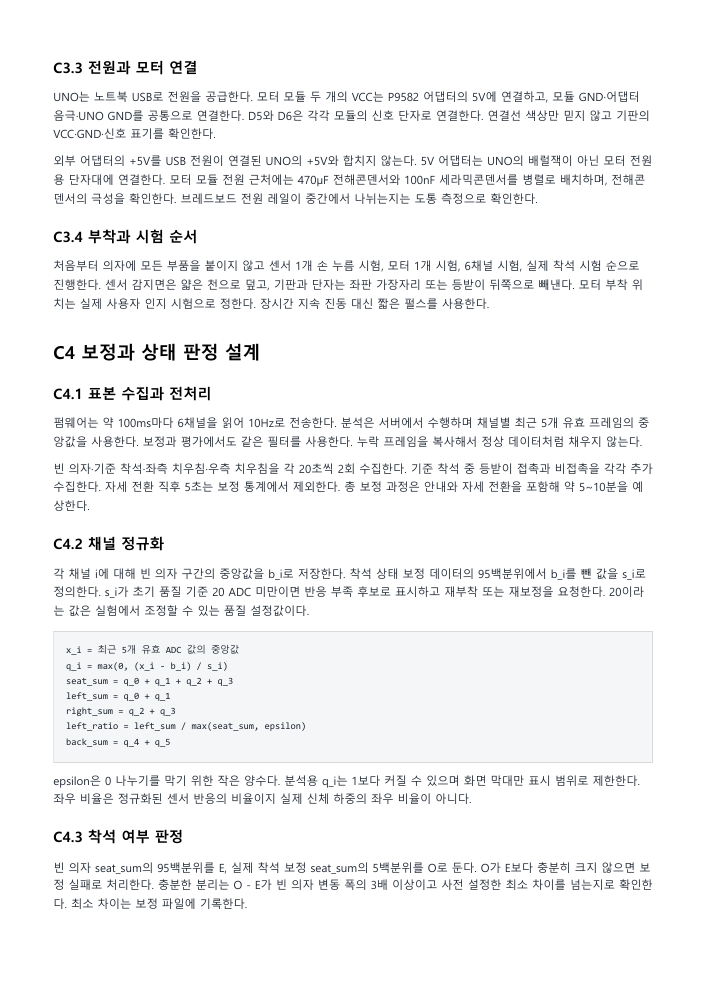 C3.3 전원과 모터 연결
UNO는 노트북 USB로 전원을 공급한다. 모터 모듈 두 개의 VCC는 P9582 어댑터의 5V에 연결하고, 모듈 GND·어댑터
음극·UNO GND를 공통으로 연결한다. D5와 D6은 각각 모듈의 신호 단자로 연결한다. 연결선 색상만 믿지 않고 기판의
VCC·GND·신호 표기를 확인한다.
외부 어댑터의 +5V를 USB 전원이 연결된 UNO의 +5V와 합치지 않는다. 5V 어댑터는 UNO의 배럴잭이 아닌 모터 전원
용 단자대에 연결한다. 모터 모듈 전원 근처에는 470μF 전해콘덴서와 100nF 세라믹콘덴서를 병렬로 배치하며, 전해콘
덴서의 극성을 확인한다. 브레드보드 전원 레일이 중간에서 나뉘는지는 도통 측정으로 확인한다.
C3.4 부착과 시험 순서
처음부터 의자에 모든 부품을 붙이지 않고 센서 1개 손 누름 시험, 모터 1개 시험, 6채널 시험, 실제 착석 시험 순으로
진행한다. 센서 감지면은 얇은 천으로 덮고, 기판과 단자는 좌판 가장자리 또는 등받이 뒤쪽으로 빼낸다. 모터 부착 위
치는 실제 사용자 인지 시험으로 정한다. 장시간 지속 진동 대신 짧은 펄스를 사용한다.
C4 보정과 상태 판정 설계
C4.1 표본 수집과 전처리
펌웨어는 약 100ms마다 6채널을 읽어 10Hz로 전송한다. 분석은 서버에서 수행하며 채널별 최근 5개 유효 프레임의 중
앙값을 사용한다. 보정과 평가에서도 같은 필터를 사용한다. 누락 프레임을 복사해서 정상 데이터처럼 채우지 않는다.
빈 의자·기준 착석·좌측 치우침·우측 치우침을 각 20초씩 2회 수집한다. 기준 착석 중 등받이 접촉과 비접촉을 각각 추가
수집한다. 자세 전환 직후 5초는 보정 통계에서 제외한다. 총 보정 과정은 안내와 자세 전환을 포함해 약 5~10분을 예
상한다.
C4.2 채널 정규화
각 채널 i에 대해 빈 의자 구간의 중앙값을 b_i로 저장한다. 착석 상태 보정 데이터의 95백분위에서 b_i를 뺀 값을 s_i로
정의한다. s_i가 초기 품질 기준 20 ADC 미만이면 반응 부족 후보로 표시하고 재부착 또는 재보정을 요청한다. 20이라
는 값은 실험에서 조정할 수 있는 품질 설정값이다.
x_i = 최근 5개 유효 ADC 값의 중앙값
q_i = max(0, (x_i - b_i) / s_i)
seat_sum = q_0 + q_1 + q_2 + q_3
left_sum = q_0 + q_1
right_sum = q_2 + q_3
left_ratio = left_sum / max(seat_sum, epsilon)
back_sum = q_4 + q_5
epsilon은 0 나누기를 막기 위한 작은 양수다. 분석용 q_i는 1보다 커질 수 있으며 화면 막대만 표시 범위로 제한한다.
좌우 비율은 정규화된 센서 반응의 비율이지 실제 신체 하중의 좌우 비율이 아니다.
C4.3 착석 여부 판정
빈 의자 seat_sum의 95백분위를 E, 실제 착석 보정 seat_sum의 5백분위를 O로 둔다. O가 E보다 충분히 크지 않으면 보
정 실패로 처리한다. 충분한 분리는 O - E가 빈 의자 변동 폭의 3배 이상이고 사전 설정한 최소 차이를 넘는지로 확인한
다. 최소 차이는 보정 파일에 기록한다.